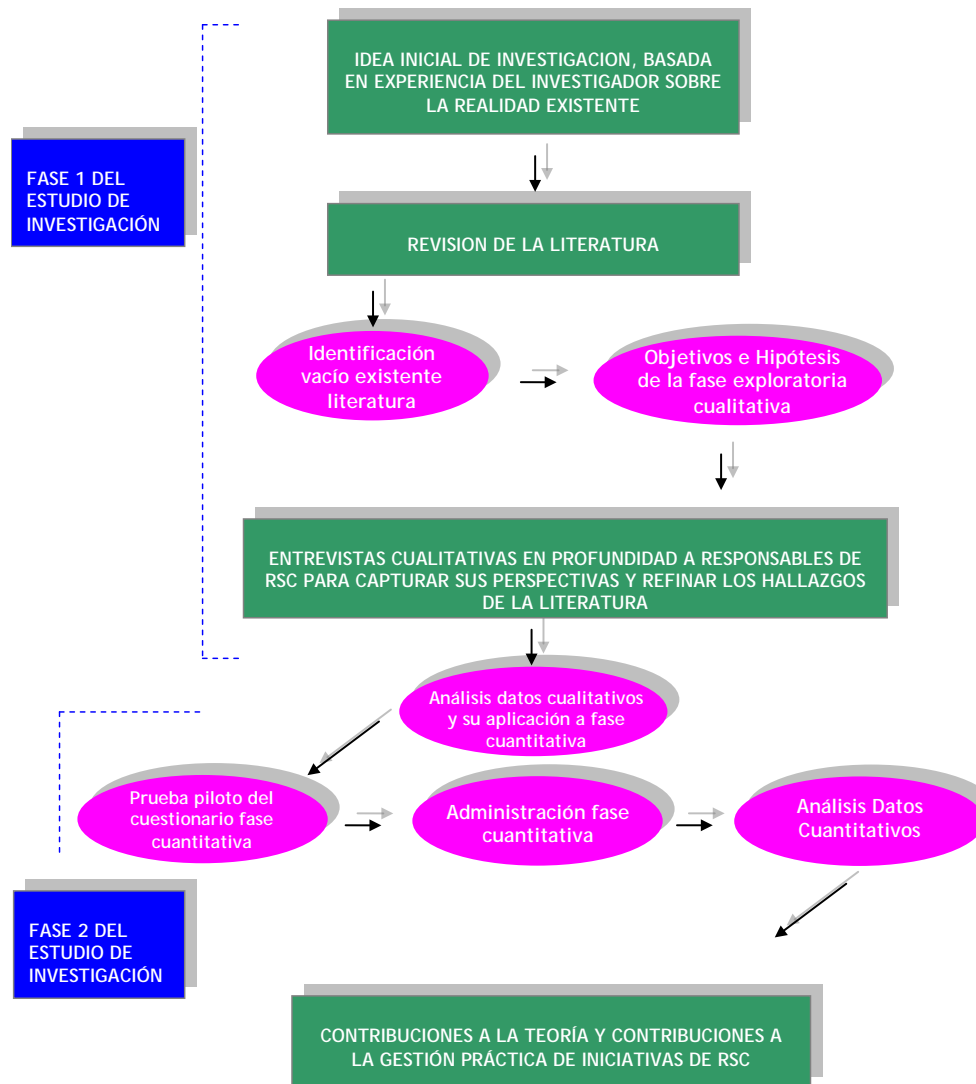 IDEA INICIAL DE INVESTIGACION, BASADA
EN EXPERIENCIA DEL INVESTIGADOR SOBRE
LA REALIDAD EXISTENTE
FASE 1 DEL
ESTUDIO DE
INVESTIGACIÓN
REVISION DE LA LITERATURA
Identificación
vacío existente
literatura
Objetivos e Hipótesis
de la fase exploratoria
cualitativa
ENTREVISTAS CUALITATIVAS EN PROFUNDIDAD A RESPONSABLES DE
RSC PARA CAPTURAR SUS PERSPECTIVAS Y REFINAR LOS HALLAZGOS
DE LA LITERATURA
Análisis datos cualitativos
y su aplicación a fase
cuantitativa
Prueba piloto del
cuestionario fase
cuantitativa
Administración fase
cuantitativa
Análisis Datos
Cuantitativos
FASE 2 DEL
ESTUDIO DE
INVESTIGACIÓN
CONTRIBUCIONES A LA TEORÍA Y CONTRIBUCIONES A
LA GESTIÓN PRÁCTICA DE INICIATIVAS DE RSC